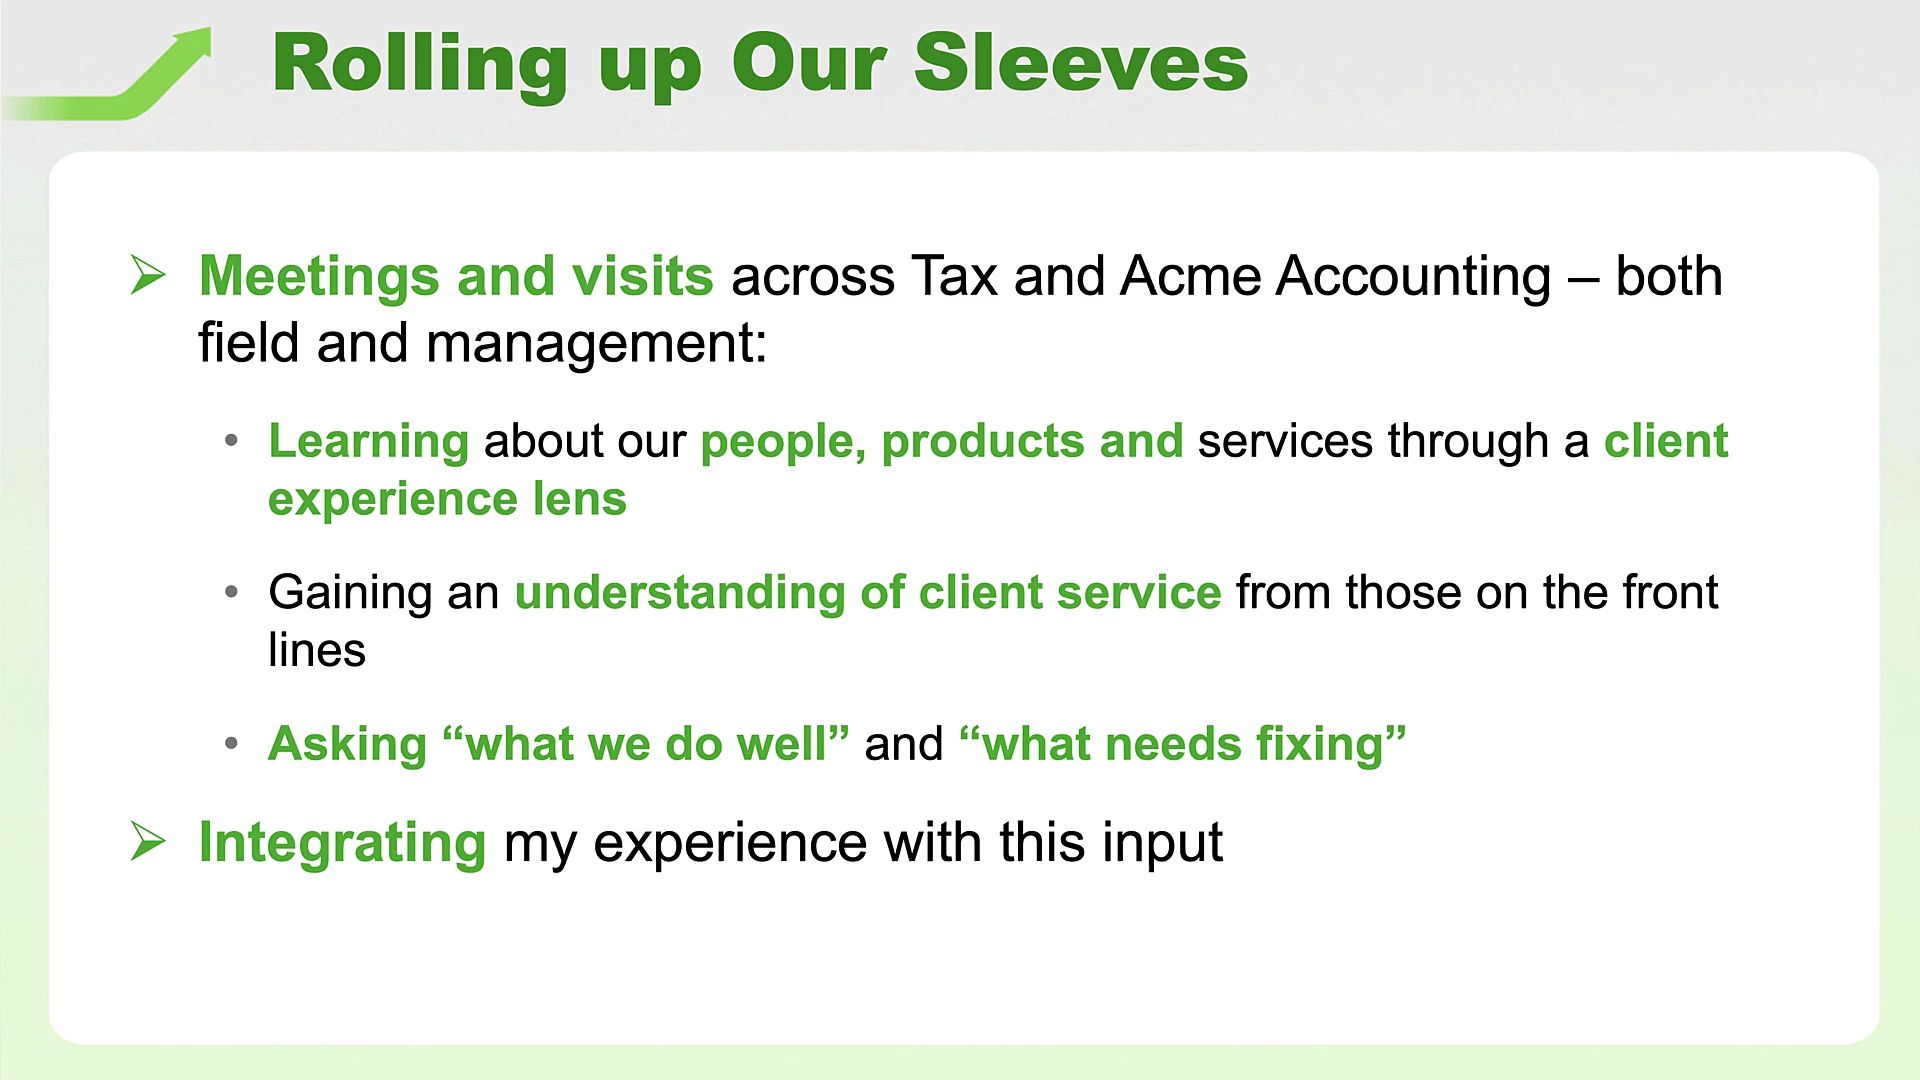 Rolling up Our Sleeves
Meetings and visits across Tax and Acme Accounting – both
field and management:
Learning about our people, products and services through a client
experience lens
Gaining an understanding of client service from those on the front
lines
Asking “what we do well” and “what needs fixing”
Integrating my experience with this input